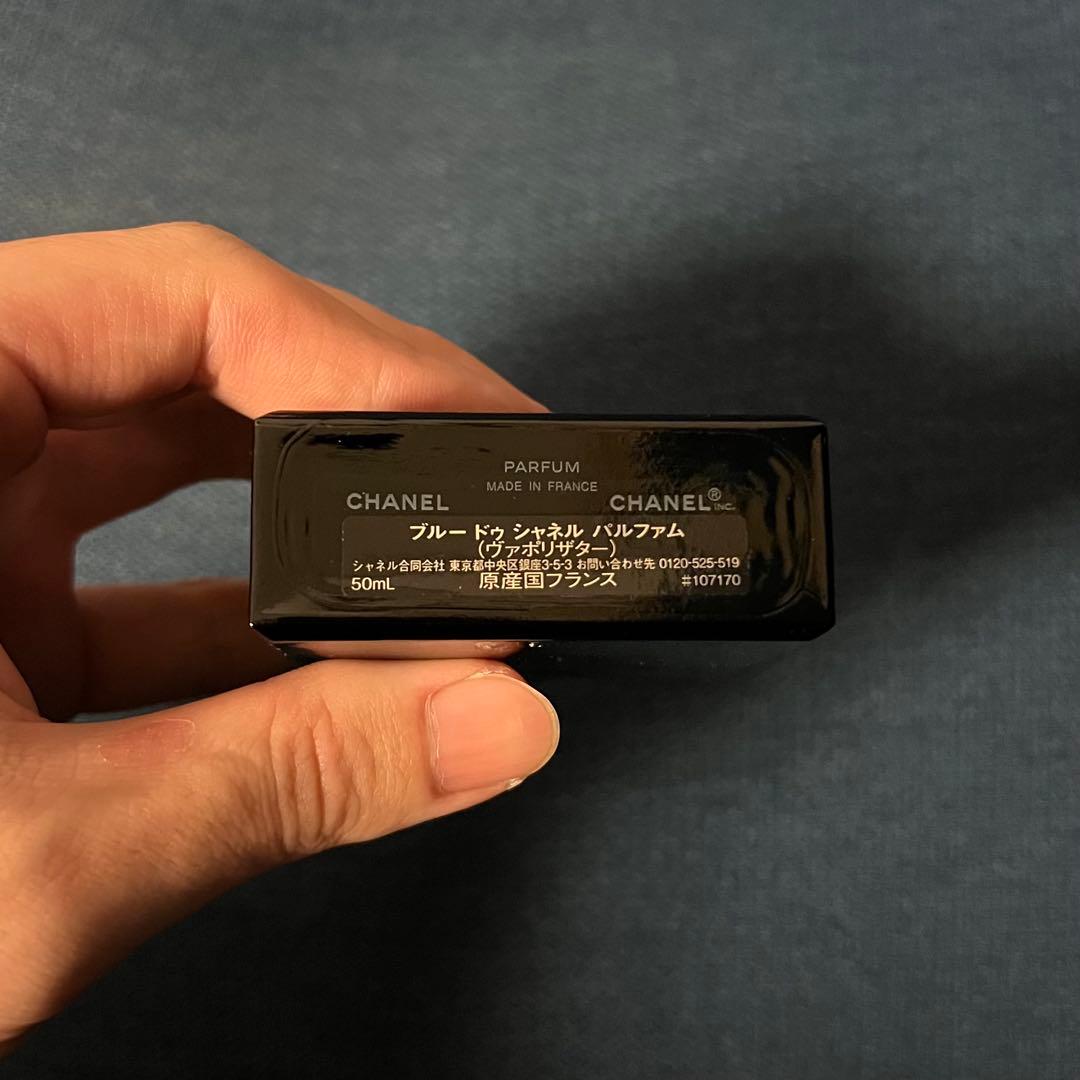 PARFUM
MADE IN FRANCE
CHANEL CHANEL® INC.
ブルー ドゥ シャネル パルファム
(ヴァポリザター)
シャネル合同会社 東京都中央区銀座3-5-3 お問い合わせ先 0120-525-519
50mL 原産国フランス #107170